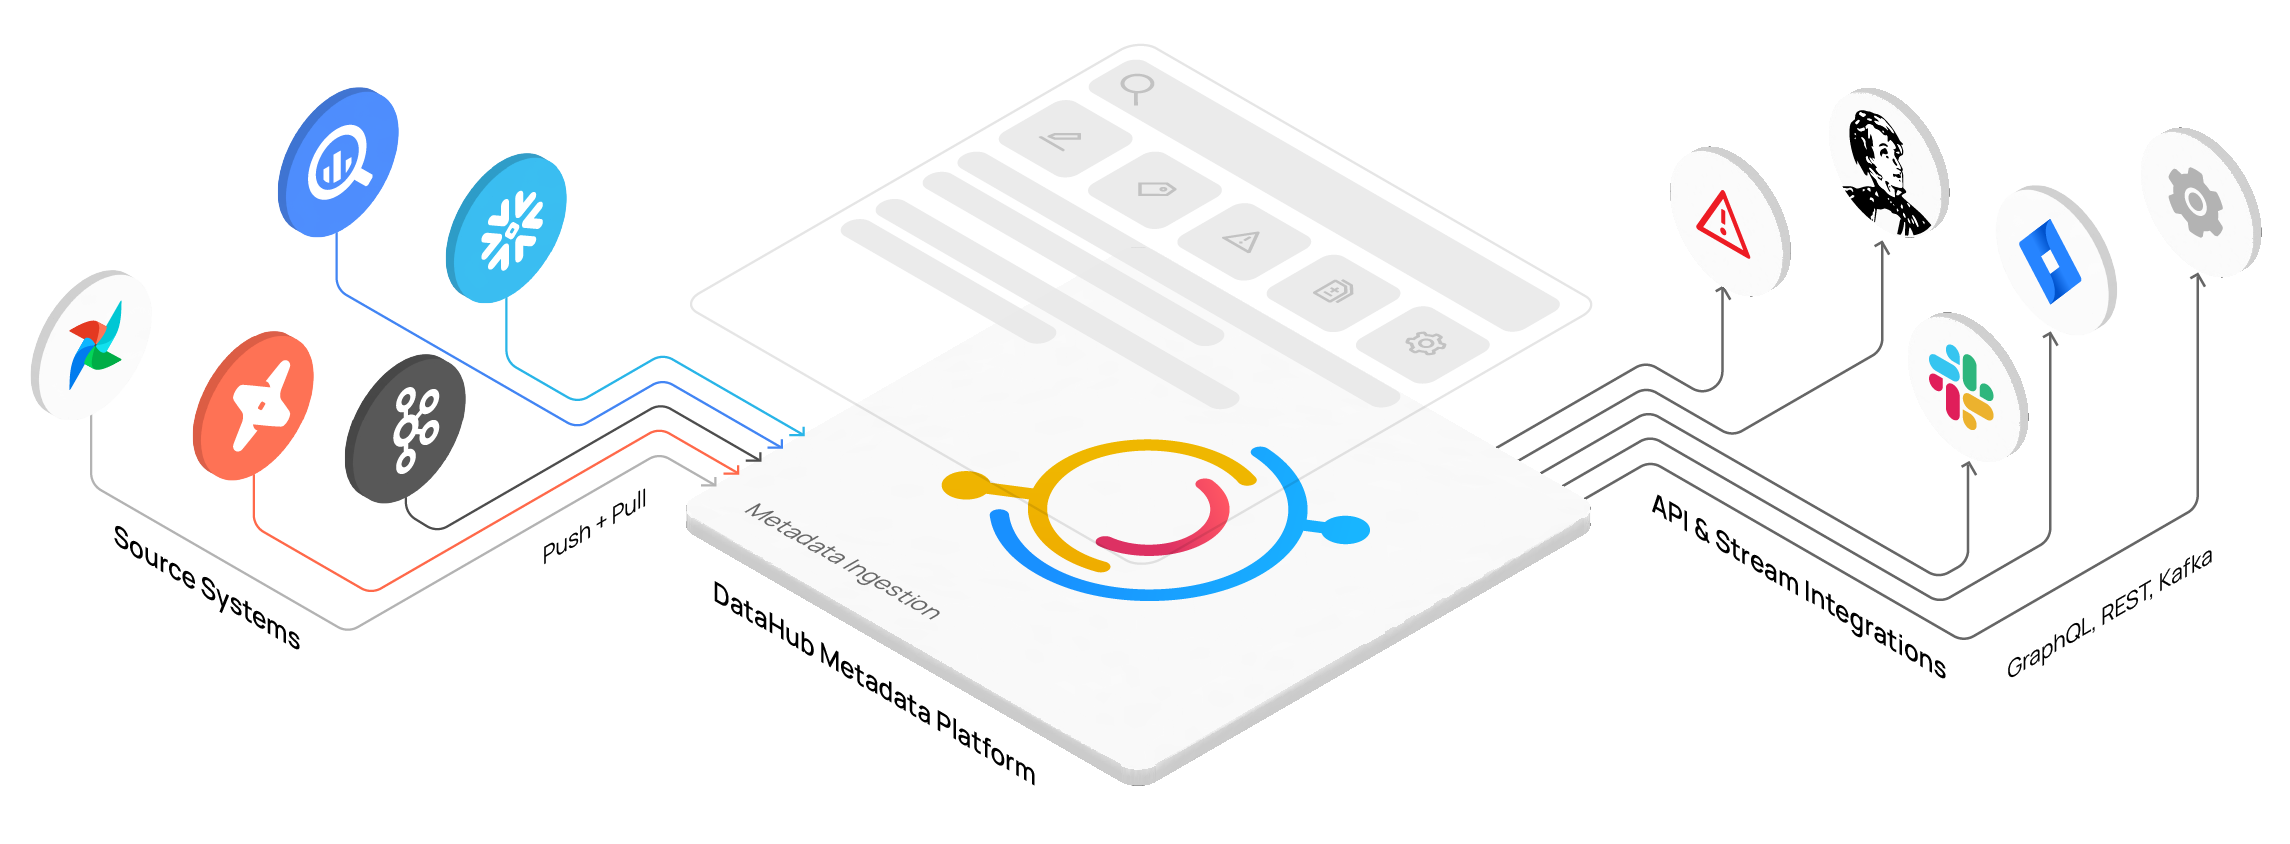 Source Systems
Push + Pull
Metadata Ingestion
DataHub Metadata Platform
API & Stream Integrations
GraphQL, REST, Kafka